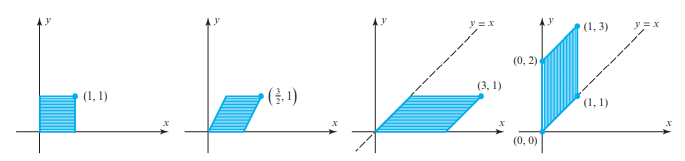 y
(1, 1)
x
y
(3/2, 1)
x
y
y = x
(3, 1)
x
y
(1, 3)
y = x
(0, 2)
(1, 1)
x
(0, 0)